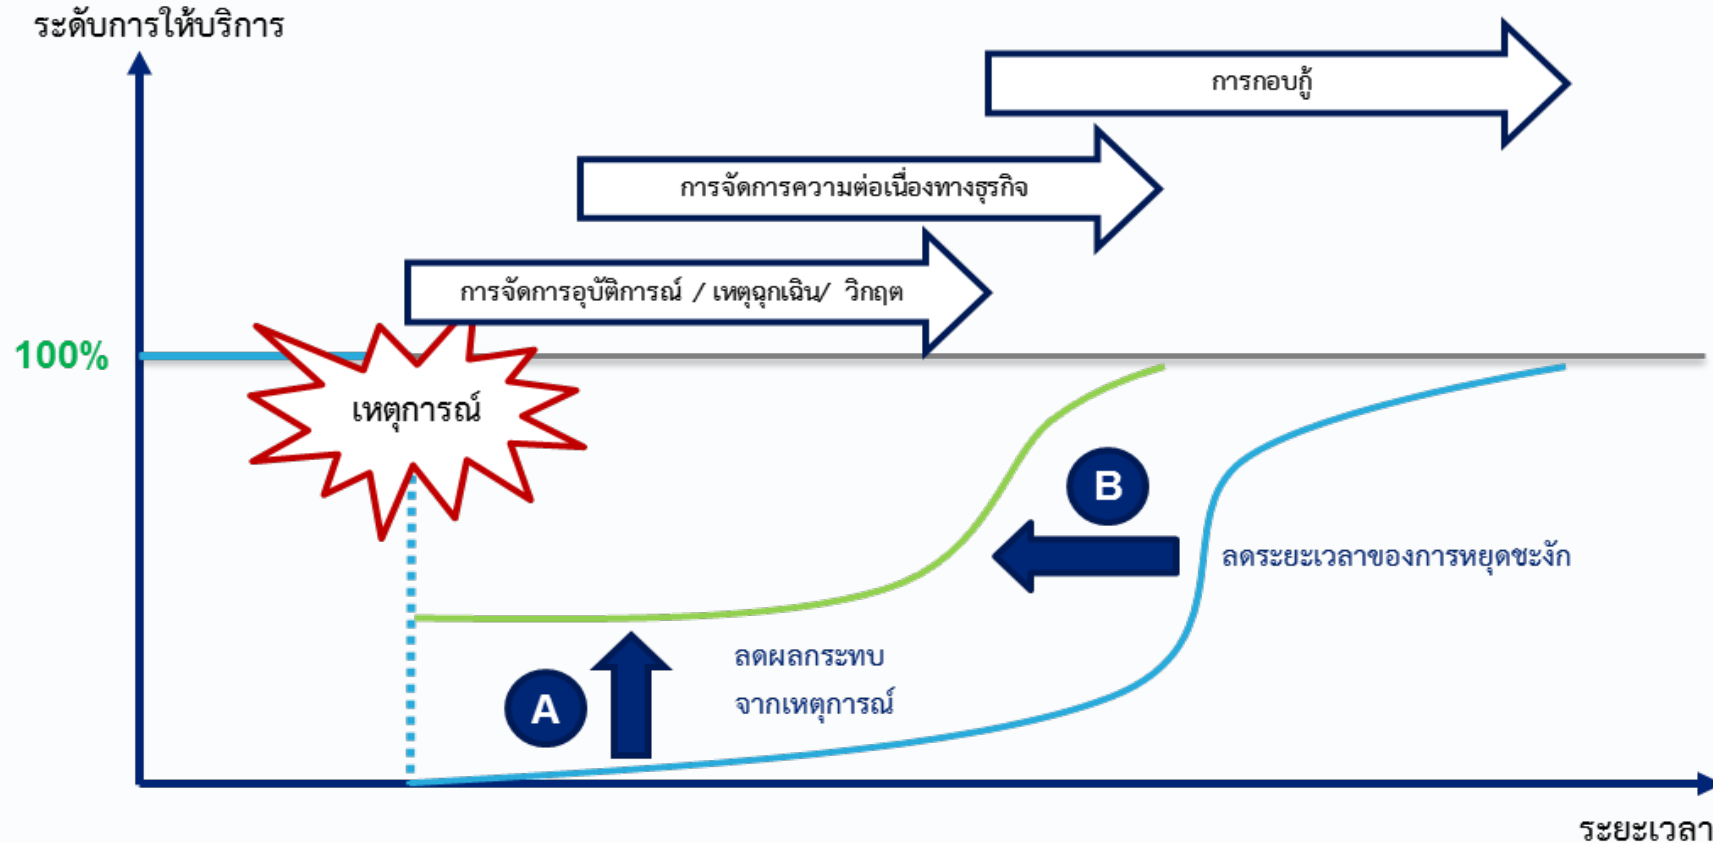 ระดับการให้บริการ
การกอบกู้
การจัดการความต่อเนื่องทางธุรกิจ
การจัดการอุบัติการณ์ / เหตุฉุกเฉิน/ วิกฤต
100%
เหตุการณ์
B
ลดระยะเวลาของการหยุดชะงัก
ลดผลกระทบ
จากเหตุการณ์
A
ระยะเวลา